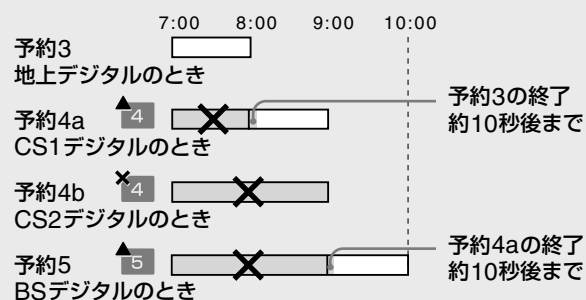 7:00 8:00 9:00 10:00
予約3
地上デジタルのとき
予約4a
▲4
CS1デジタルのとき
予約3の終了
約10秒後まで
予約4b
×4
CS2デジタルのとき
予約5
▲5
BSデジタルのとき
予約4aの終了
約10秒後まで